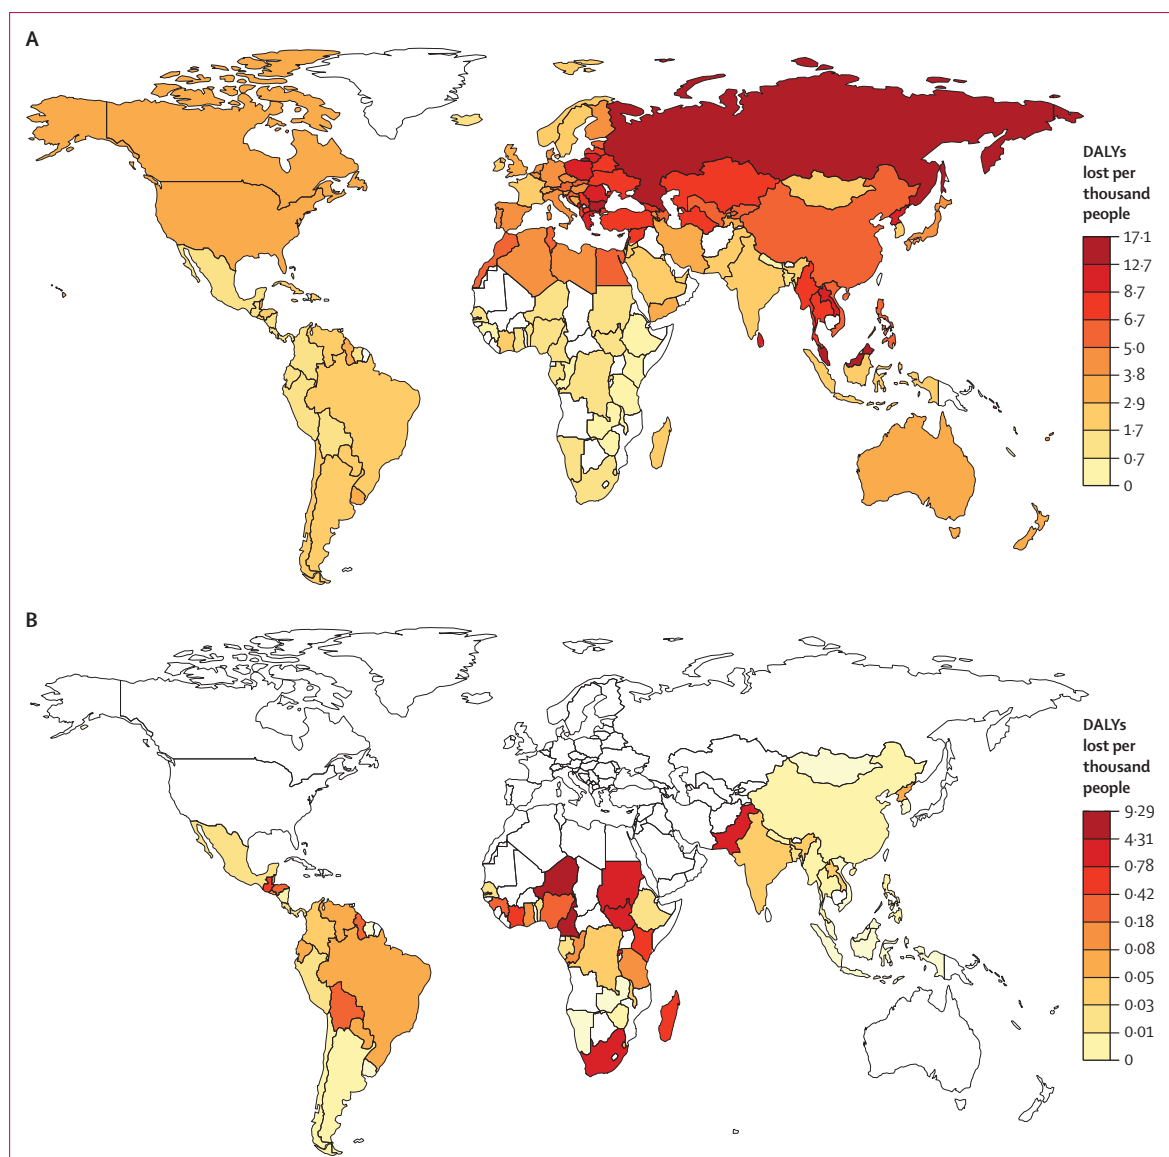 A
DALYs
lost per
thousand
people
17·1
12·7
8·7
6·7
5·0
3·8
2·9
1·7
0·7
0
B
DALYs
lost per
thousand
people
9·29
4·31
0·78
0·42
0·18
0·08
0·05
0·03
0·01
0